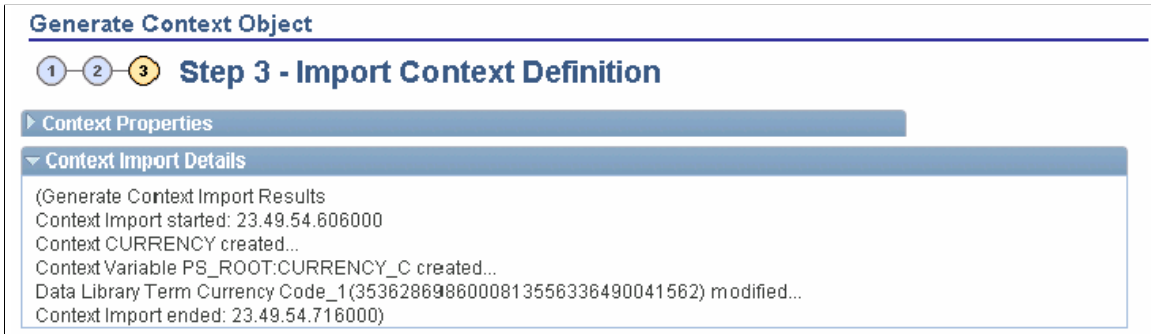 Generate Context Object
1 2 3 Step 3 - Import Context Definition
Context Properties
Context Import Details
(Generate Context Import Results
Context Import started: 23.49.54.606000
Context CURRENCY created...
Context Variable PS_ROOT:CURRENCY_C created...
Data Library Term Currency Code_1(353628698600081355633649004​1562) modified...
Context Import ended: 23.49.54.716000)